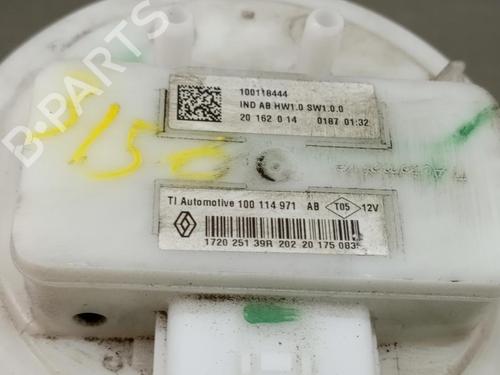 100118444
IND AB HW1.0 SW1.0.0
20 162 0 14 0187 01:32
TI Automotive 100 114 971 AB T05 12V
1720 251 39R 202 20 175 083
B-PARTS